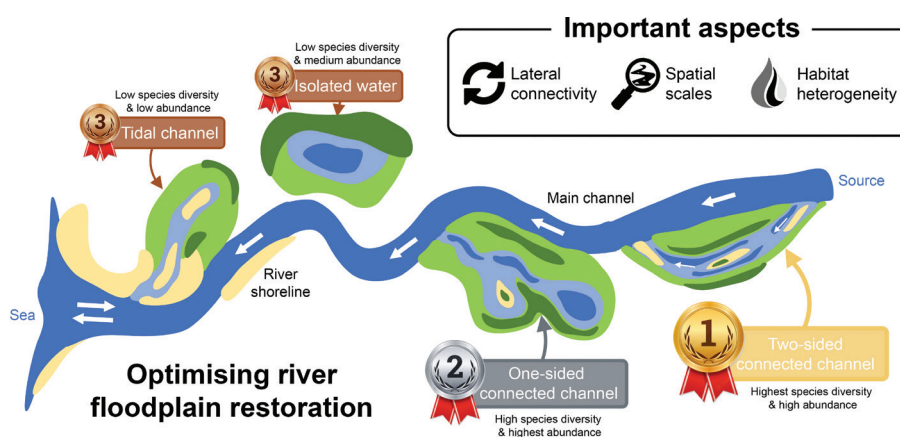 Important aspects
Lateral
connectivity
Spatial
scales
Habitat
heterogeneity
Low species diversity
& medium abundance
3
Isolated water
Low species diversity
& low abundance
3
Tidal channel
Main channel
Source
River
shoreline
Sea
Optimising river
floodplain restoration
2
One-sided
connected channel
High species diversity
& highest abundance
1
Two-sided
connected channel
Highest species diversity
& high abundance